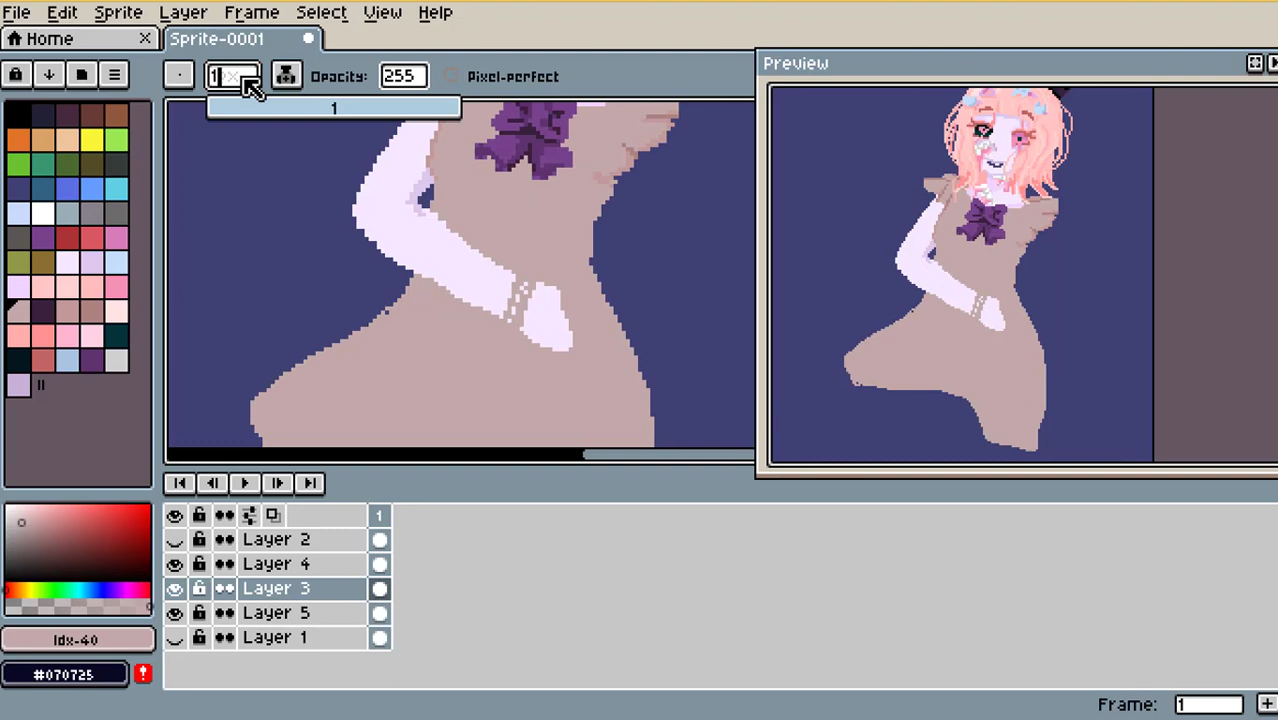 File Edit Sprite Layer Frame Select View Help
Home
Sprite-0001
Opacity: 255 Pixel-perfect
1
Preview
1
Layer 2
Layer 4
Layer 3
Layer 5
Layer 1
Idx-40
#070725
Frame: 1